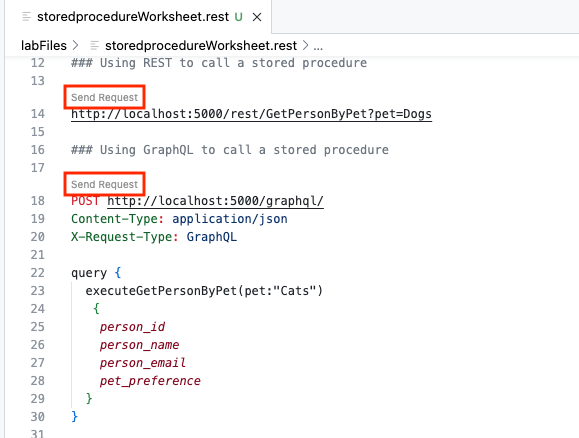 storedprocedureWorksheet.rest U ×
labFiles > storedprocedureWorksheet.rest > ...
12 ### Using REST to call a stored procedure
13
Send Request
14 http://localhost:5000/rest/GetPersonByPet?pet=Dogs
15
16 ### Using GraphQL to call a stored procedure
17
Send Request
18 POST http://localhost:5000/graphql/
19 Content-Type: application/json
20 X-Request-Type: GraphQL
21
22 query {
23 executeGetPersonByPet(pet:"Cats")
24 {
25 person_id
26 person_name
27 person_email
28 pet_preference
29 }
30 }
31